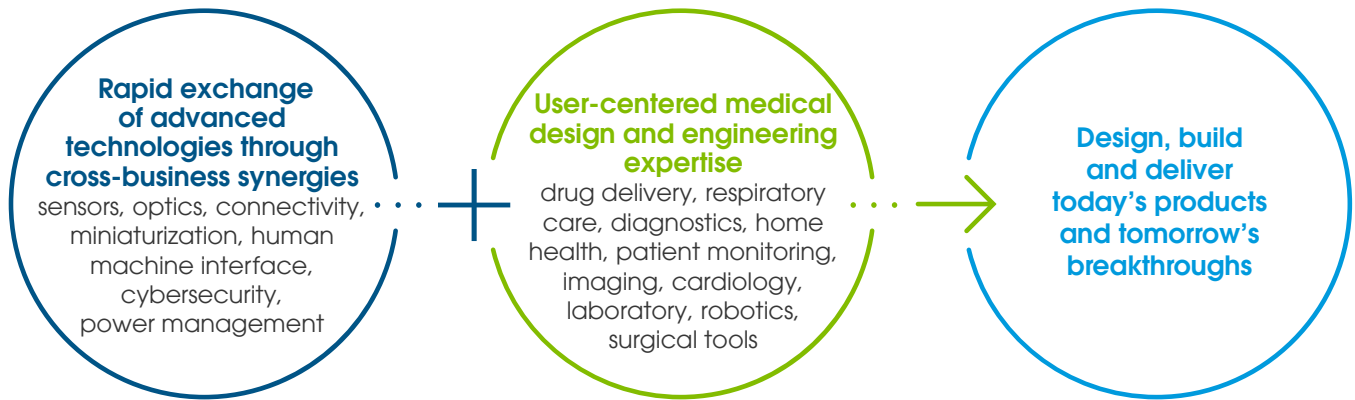 Rapid exchange
of advanced
technologies through
cross-business synergies
sensors, optics, connectivity,
miniaturization, human
machine interface,
cybersecurity,
power management
User-centered medical
design and engineering
expertise
drug delivery, respiratory
care, diagnostics, home
health, patient monitoring,
imaging, cardiology,
laboratory, robotics,
surgical tools
Design, build
and deliver
today’s products
and tomorrow’s
breakthroughs